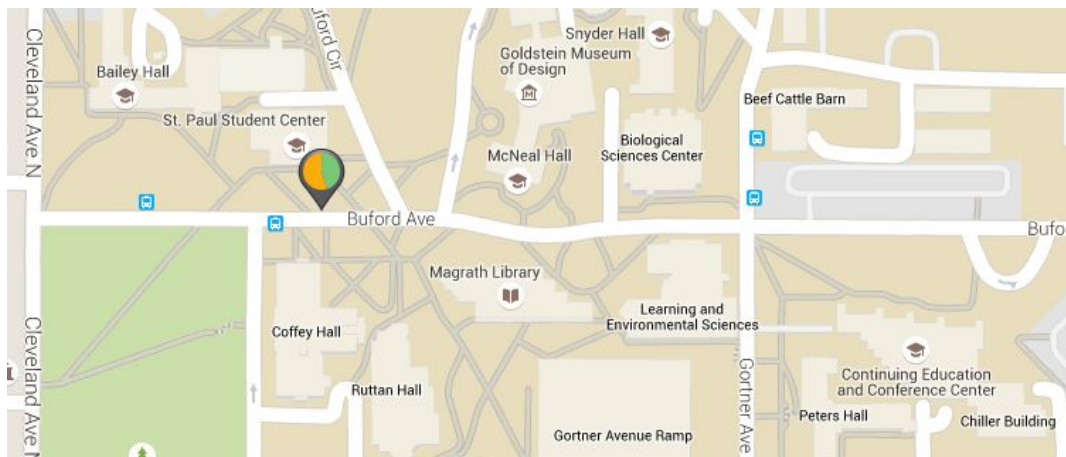 Cleveland Ave N
Buford Cir
Snyder Hall
Goldstein Museum
of Design
Bailey Hall
Beef Cattle Barn
St. Paul Student Center
Biological
Sciences Center
McNeal Hall
Buford Ave
Bufo
Magrath Library
Learning and
Environmental Sciences
Coffey Hall
Cleveland Ave N
Ruttan Hall
Gortner Ave
Continuing Education
and Conference Center
Peters Hall
Chiller Building
Gortner Avenue Ramp